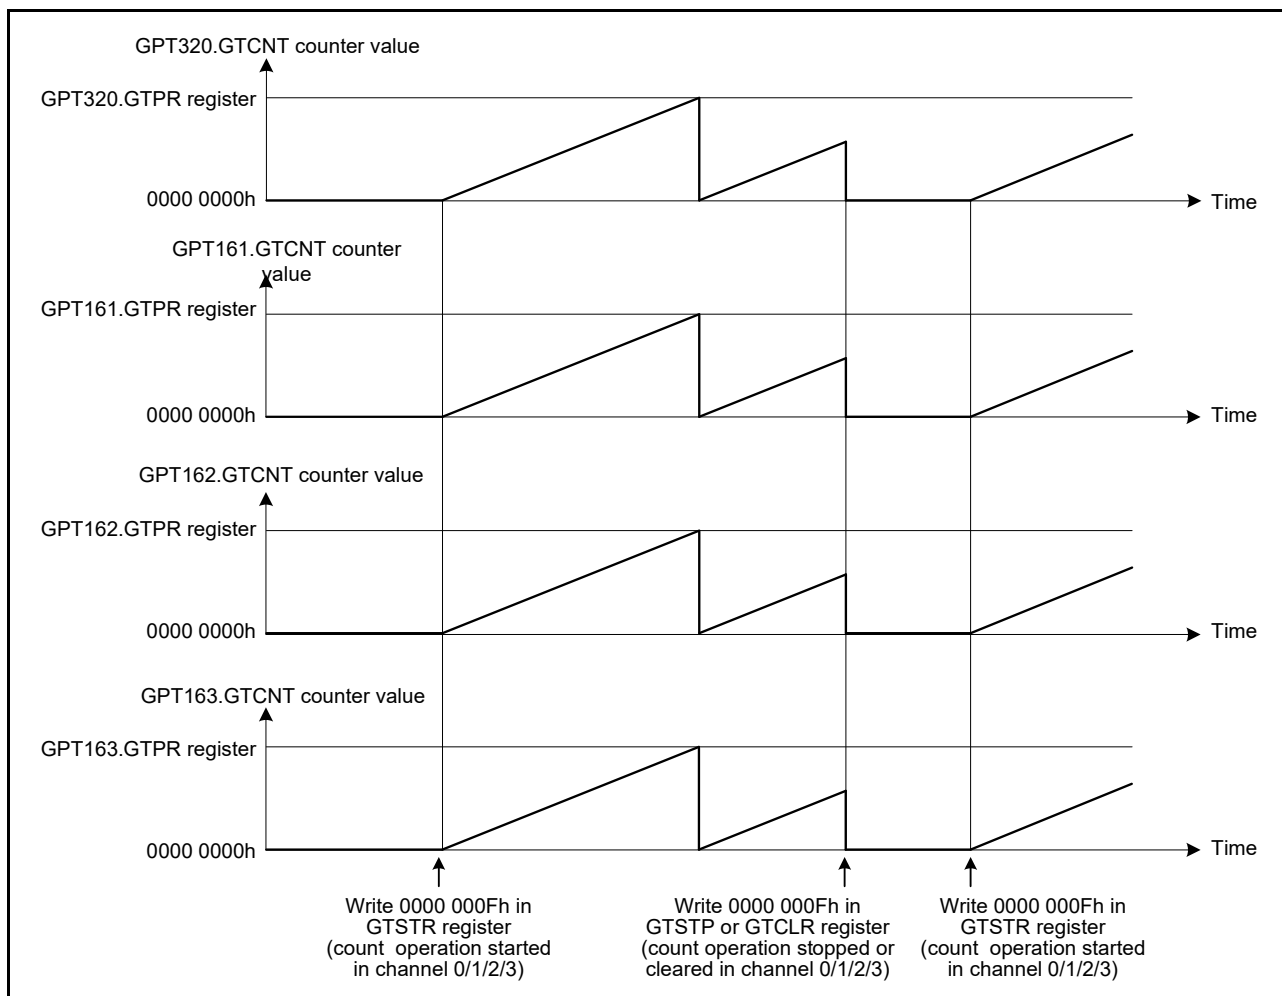 GPT320.GTCNT counter value
GPT320.GTPR register
0000 0000h
Time
GPT161.GTCNT counter
value
GPT161.GTPR register
0000 0000h
Time
GPT162.GTCNT counter value
GPT162.GTPR register
0000 0000h
Time
GPT163.GTCNT counter value
GPT163.GTPR register
0000 0000h
Time
Write 0000 000Fh in
GTSTR register
(count operation started
in channel 0/1/2/3)
Write 0000 000Fh in
GTSTP or GTCLR register
(count operation stopped or
cleared in channel 0/1/2/3)
Write 0000 000Fh in
GTSTR register
(count operation started
in channel 0/1/2/3)